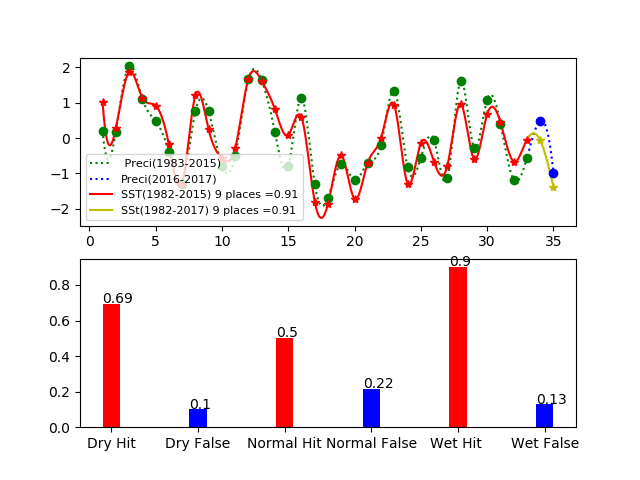 2
1
0
−1
−2
Preci(1983-2015)
Preci(2016-2017)
SST(1982-2015) 9 places =0.91
SSt(1982-2017) 9 places =0.91
0 5 10 15 20 25 30 35
0.8
0.6
0.4
0.2
0.0
0.69
0.1
0.5
0.22
0.9
0.13
Dry Hit Dry False Normal Hit Normal False Wet Hit Wet False